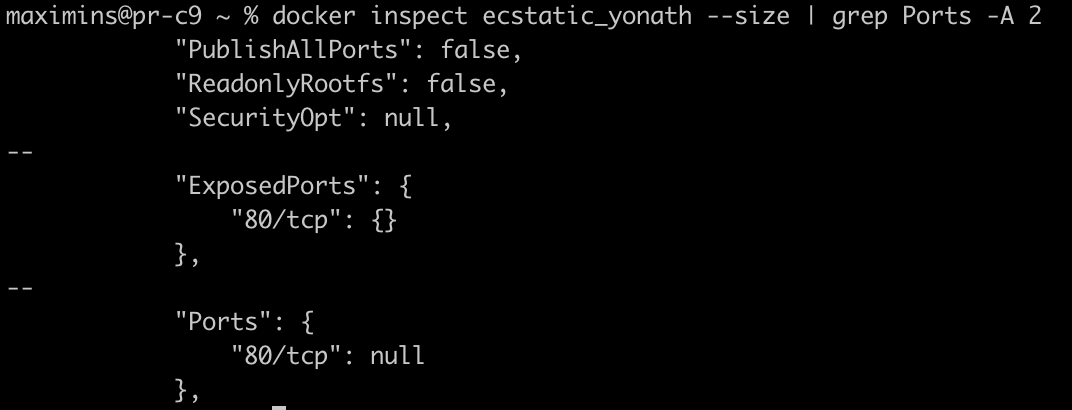 maximins@pr-c9 ~ % docker inspect ecstatic_yonath --size | grep Ports -A 2
            "PublishAllPorts": false,
            "ReadonlyRootfs": false,
            "SecurityOpt": null,
--
            "ExposedPorts": {
                "80/tcp": {}
            },
--
            "Ports": {
                "80/tcp": null
            },